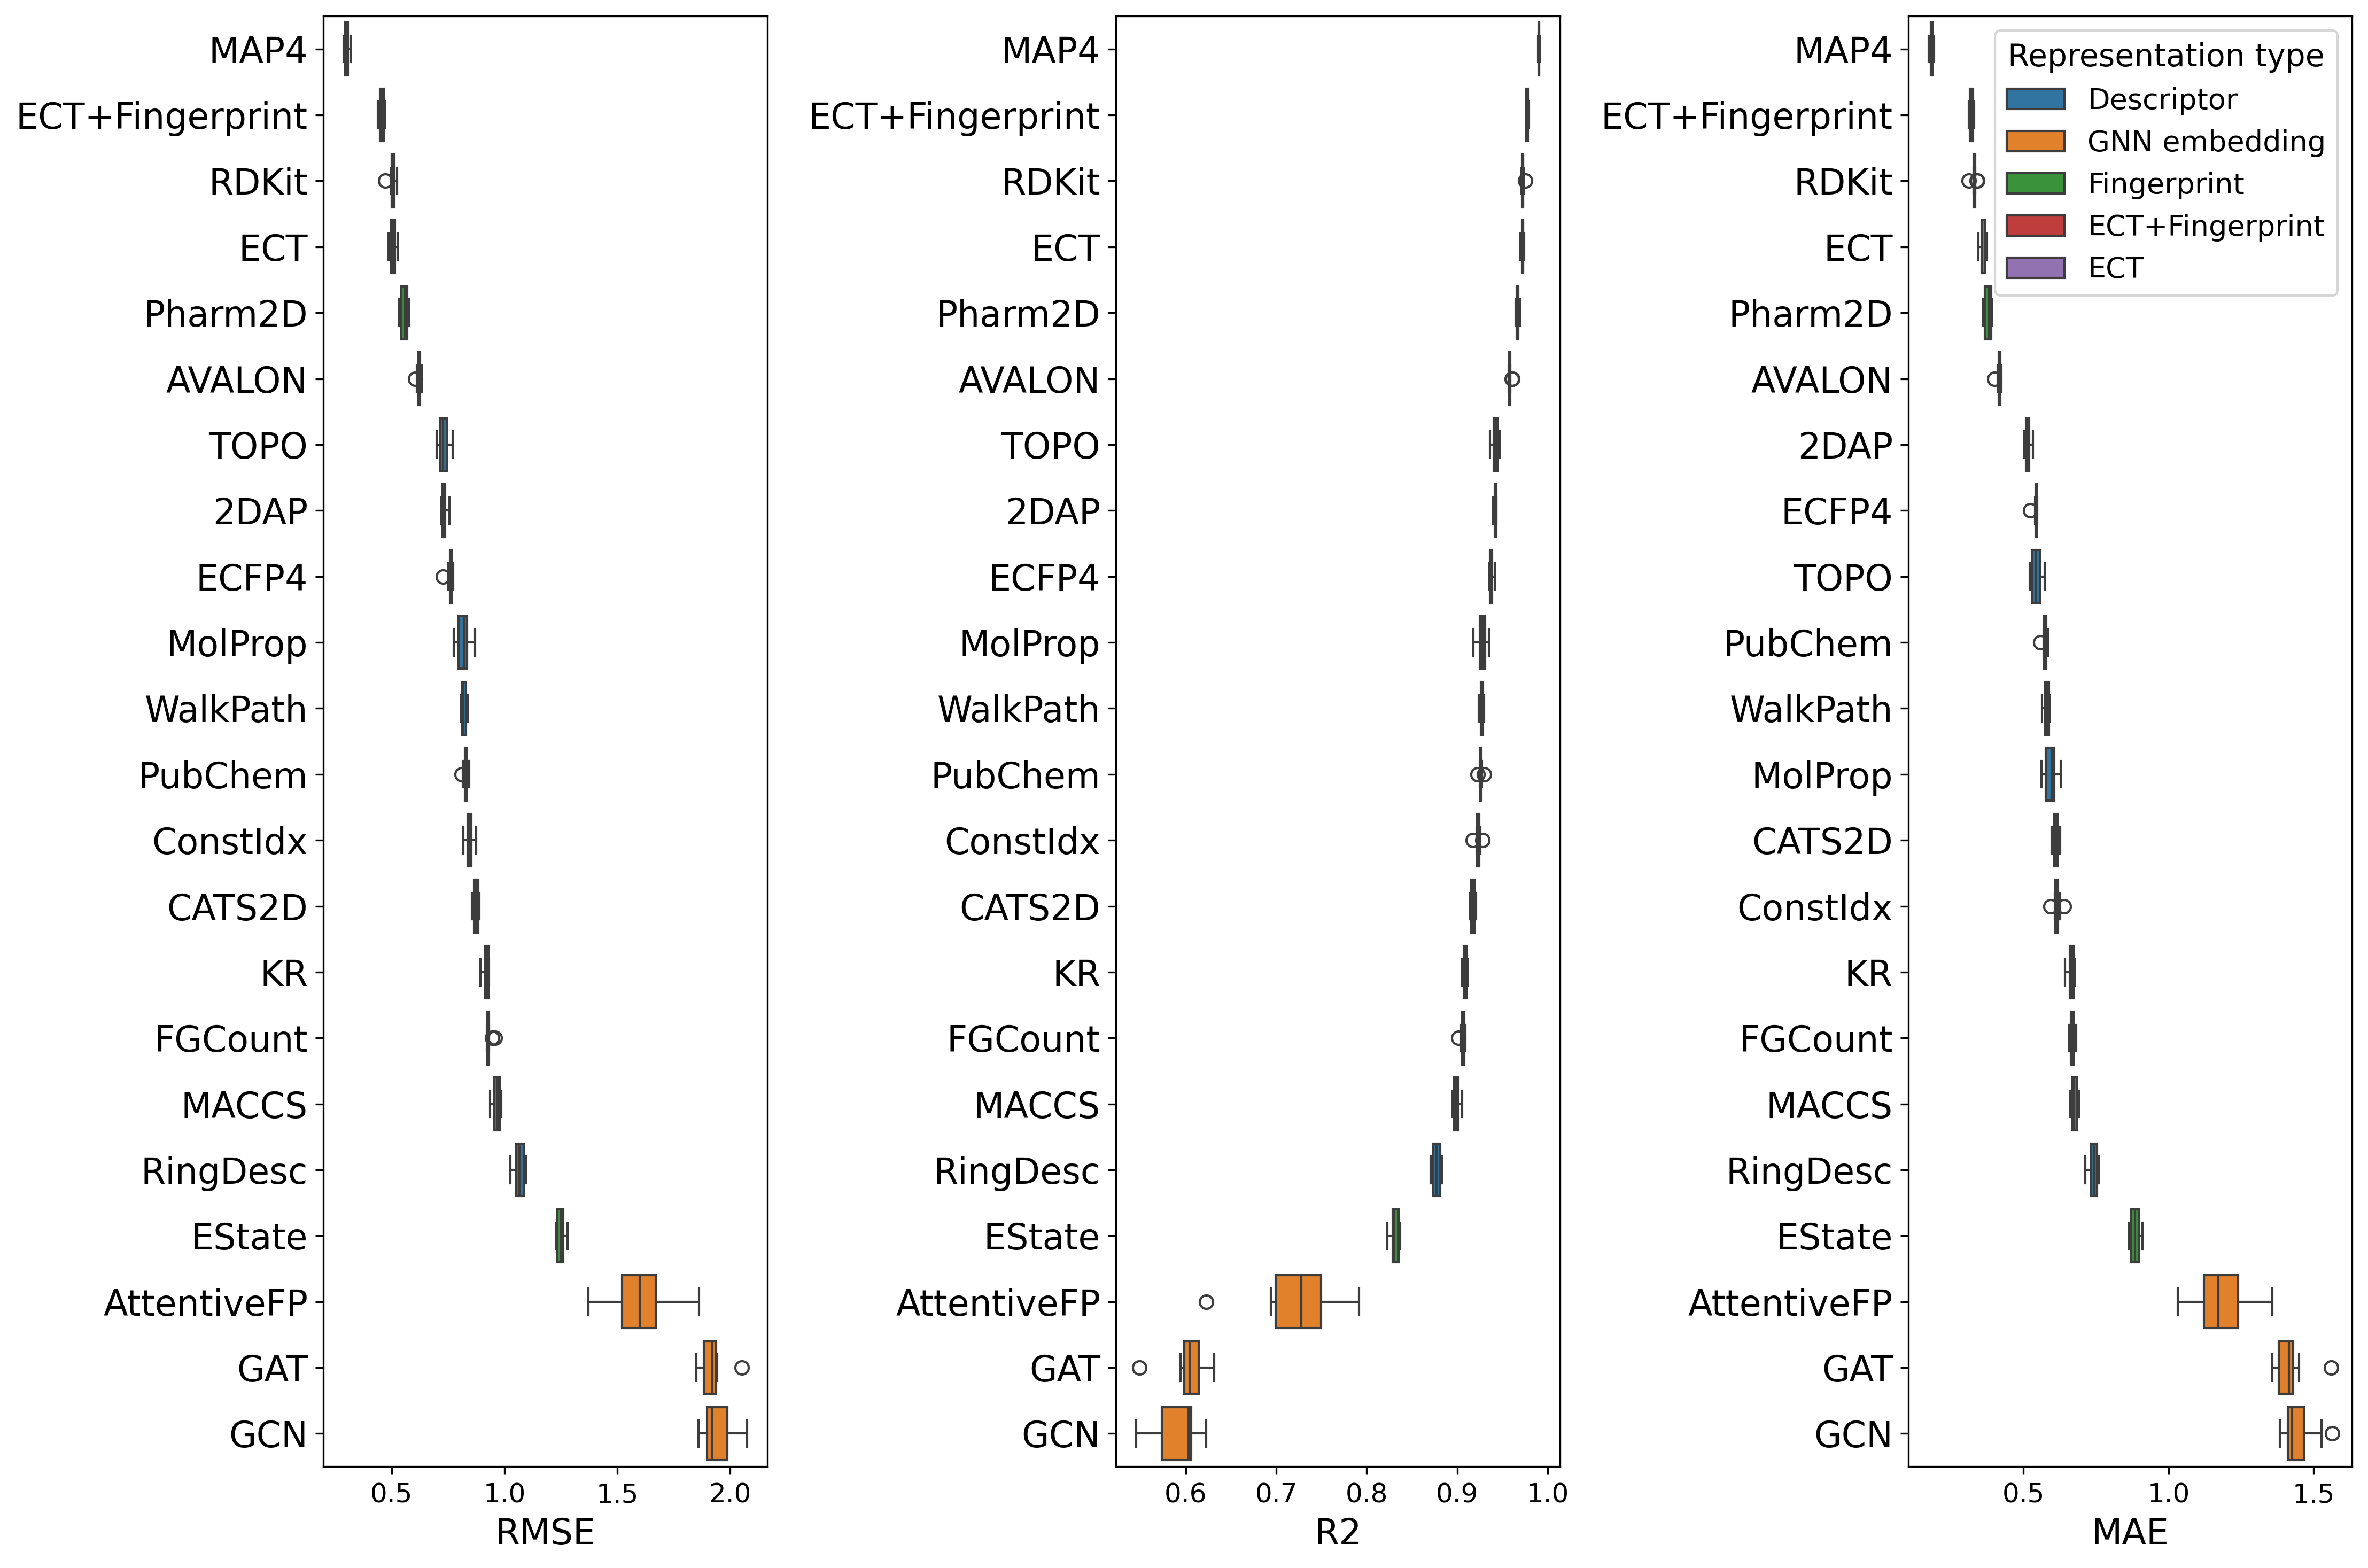 MAP4
ECT+Fingerprint
RDKit
ECT
Pharm2D
AVALON
TOPO
2DAP
ECFP4
MolProp
WalkPath
PubChem
ConstIdx
CATS2D
KR
FGCount
MACCS
RingDesc
EState
AttentiveFP
GAT
GCN
0.5 1.0 1.5 2.0
RMSE
MAP4
ECT+Fingerprint
RDKit
ECT
Pharm2D
AVALON
TOPO
2DAP
ECFP4
MolProp
WalkPath
PubChem
ConstIdx
CATS2D
KR
FGCount
MACCS
RingDesc
EState
AttentiveFP
GAT
GCN
0.6 0.7 0.8 0.9 1.0
R2
MAP4
ECT+Fingerprint
RDKit
ECT
Pharm2D
AVALON
2DAP
ECFP4
TOPO
PubChem
WalkPath
MolProp
CATS2D
ConstIdx
KR
FGCount
MACCS
RingDesc
EState
AttentiveFP
GAT
GCN
0.5 1.0 1.5
MAE
Representation type
Descriptor
GNN embedding
Fingerprint
ECT+Fingerprint
ECT